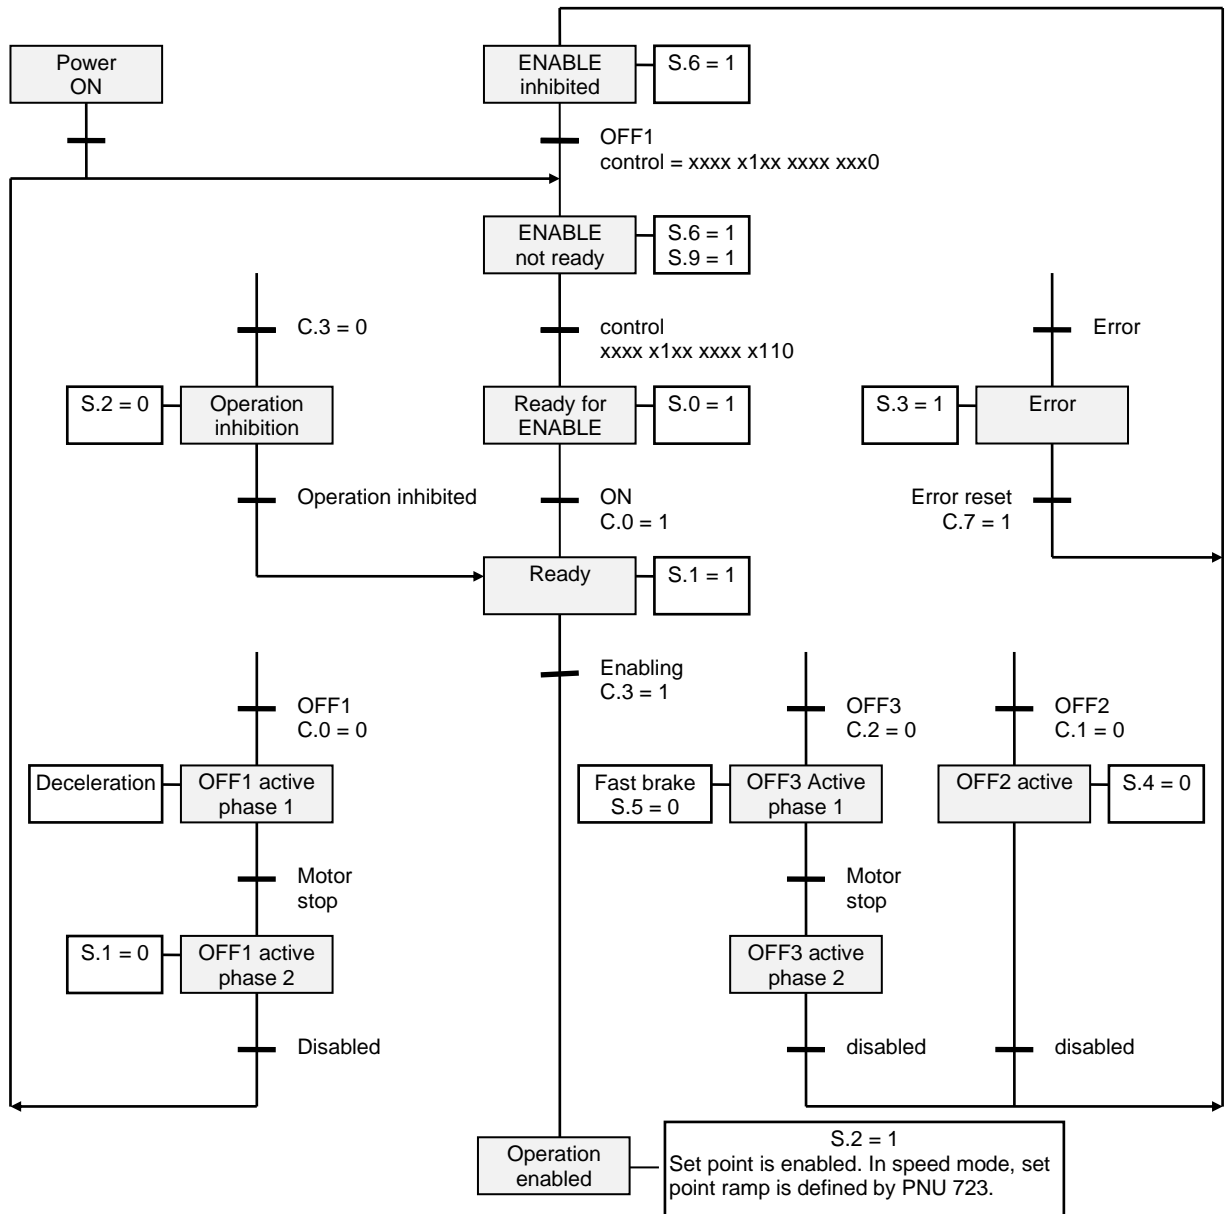 Power
ON
ENABLE
inhibited
S.6 = 1
OFF1
control = xxxx x1xx xxxx xxx0
ENABLE
not ready
S.6 = 1
S.9 = 1
C.3 = 0
control
xxxx x1xx xxxx x110
Error
S.2 = 0
Operation
inhibition
Ready for
ENABLE
S.0 = 1
S.3 = 1
Error
Operation inhibited
ON
C.0 = 1
Error reset
C.7 = 1
Ready
S.1 = 1
Enabling
C.3 = 1
OFF1
C.0 = 0
OFF3
C.2 = 0
OFF2
C.1 = 0
Deceleration
OFF1 active
phase 1
Fast brake
S.5 = 0
OFF3 Active
phase 1
OFF2 active
S.4 = 0
Motor
stop
Motor
stop
S.1 = 0
OFF1 active
phase 2
OFF3 active
phase 2
Disabled
disabled
disabled
Operation
enabled
S.2 = 1
Set point is enabled. In speed mode, set
point ramp is defined by PNU 723.